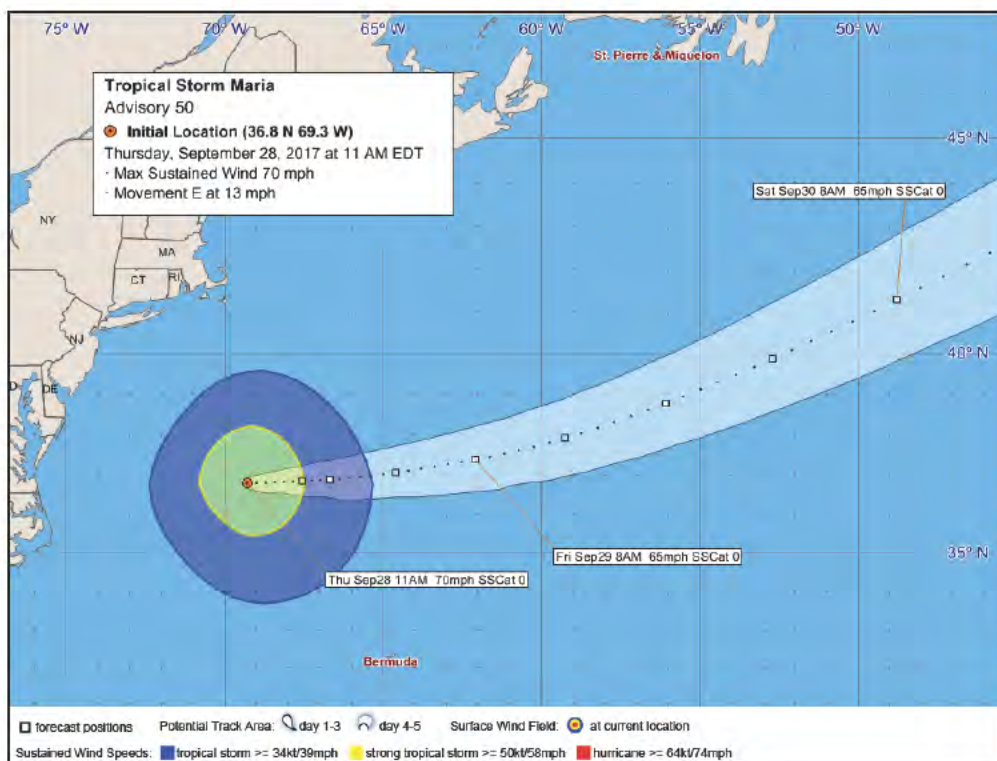 75° W 70° W 65° W 60° W 55° W 50° W
St. Pierre & Miquelon
Tropical Storm Maria
Advisory 50
Initial Location (36.8 N 69.3 W)
Thursday, September 28, 2017 at 11 AM EDT
· Max Sustained Wind 70 mph
· Movement E at 13 mph
45° N
Sat Sep30 8AM 65mph SSCat 0
NY
MA
CT RI
NJ
40° N
D DE
35° N
Fri Sep29 8AM 65mph SSCat 0
Thu Sep28 11AM 70mph SSCat 0
Bermuda
forecast positions Potential Track Area: day 1-3 day 4-5 Surface Wind Field: at current location
Sustained Wind Speeds: tropical storm >= 34kt/39mph strong tropical storm >= 50kt/58mph hurricane >= 64kt/74mph